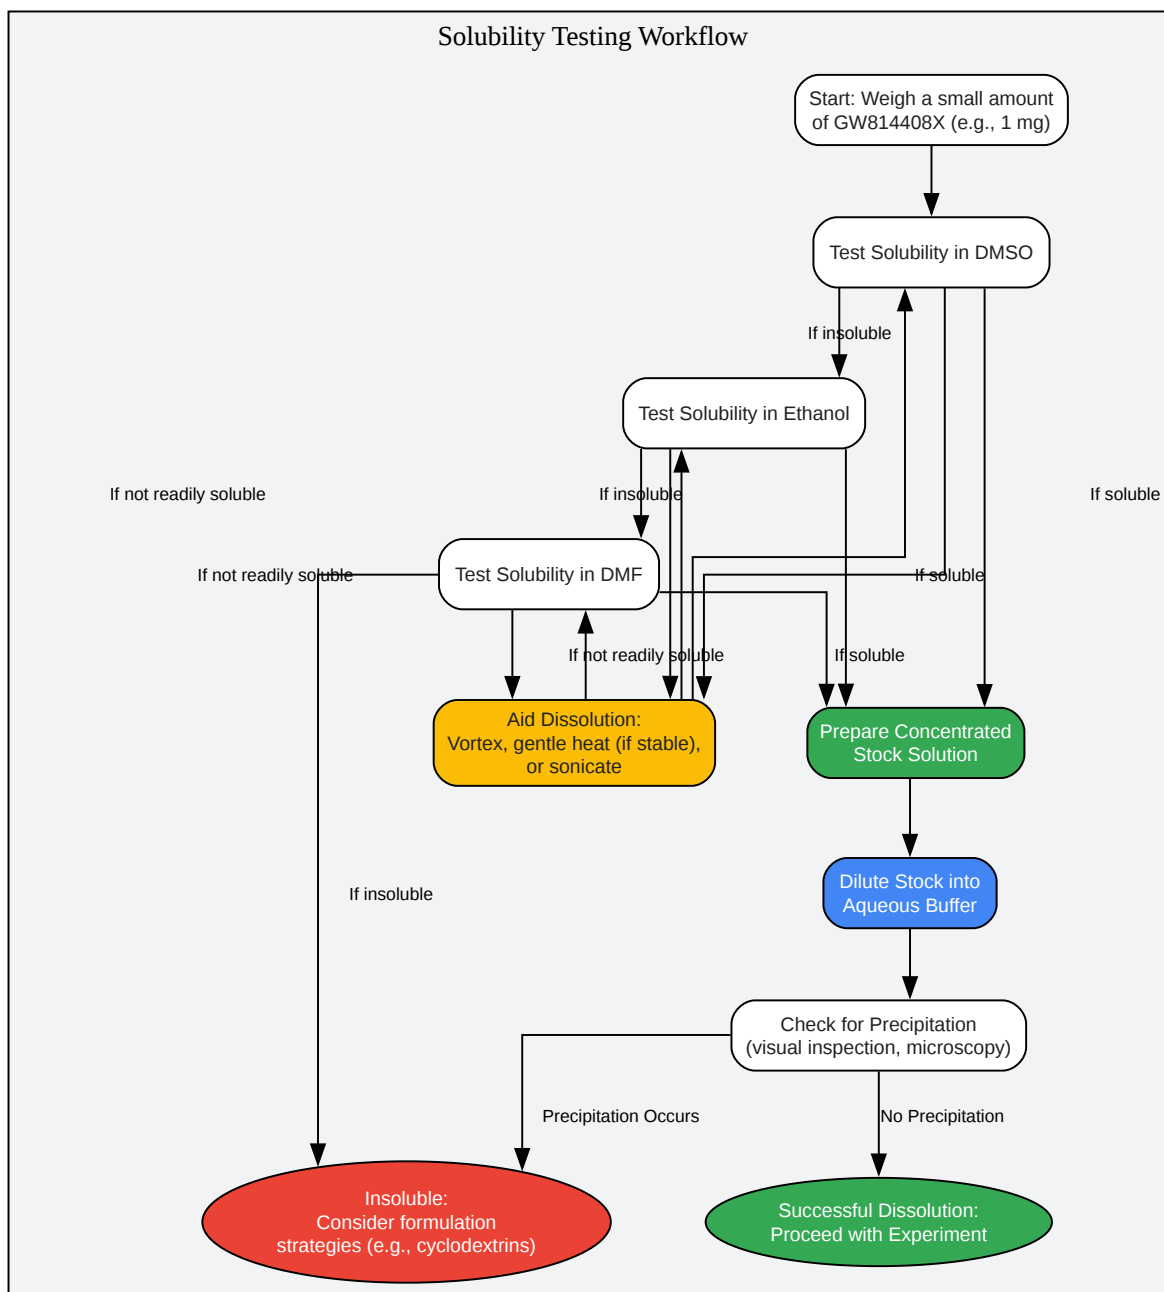 Solubility Testing Workflow
Start: Weigh a small amount
of GW814408X (e.g., 1 mg)
Test Solubility in DMSO
If insoluble
Test Solubility in Ethanol
If not readily soluble
If insoluble
If soluble
If not readily soluble
Test Solubility in DMF
If soluble
If not readily soluble
If soluble
Aid Dissolution:
Vortex, gentle heat (if stable),
or sonicate
Prepare Concentrated
Stock Solution
Dilute Stock into
Aqueous Buffer
If insoluble
Check for Precipitation
(visual inspection, microscopy)
Precipitation Occurs
No Precipitation
Insoluble:
Consider formulation
strategies (e.g., cyclodextrins)
Successful Dissolution:
Proceed with Experiment